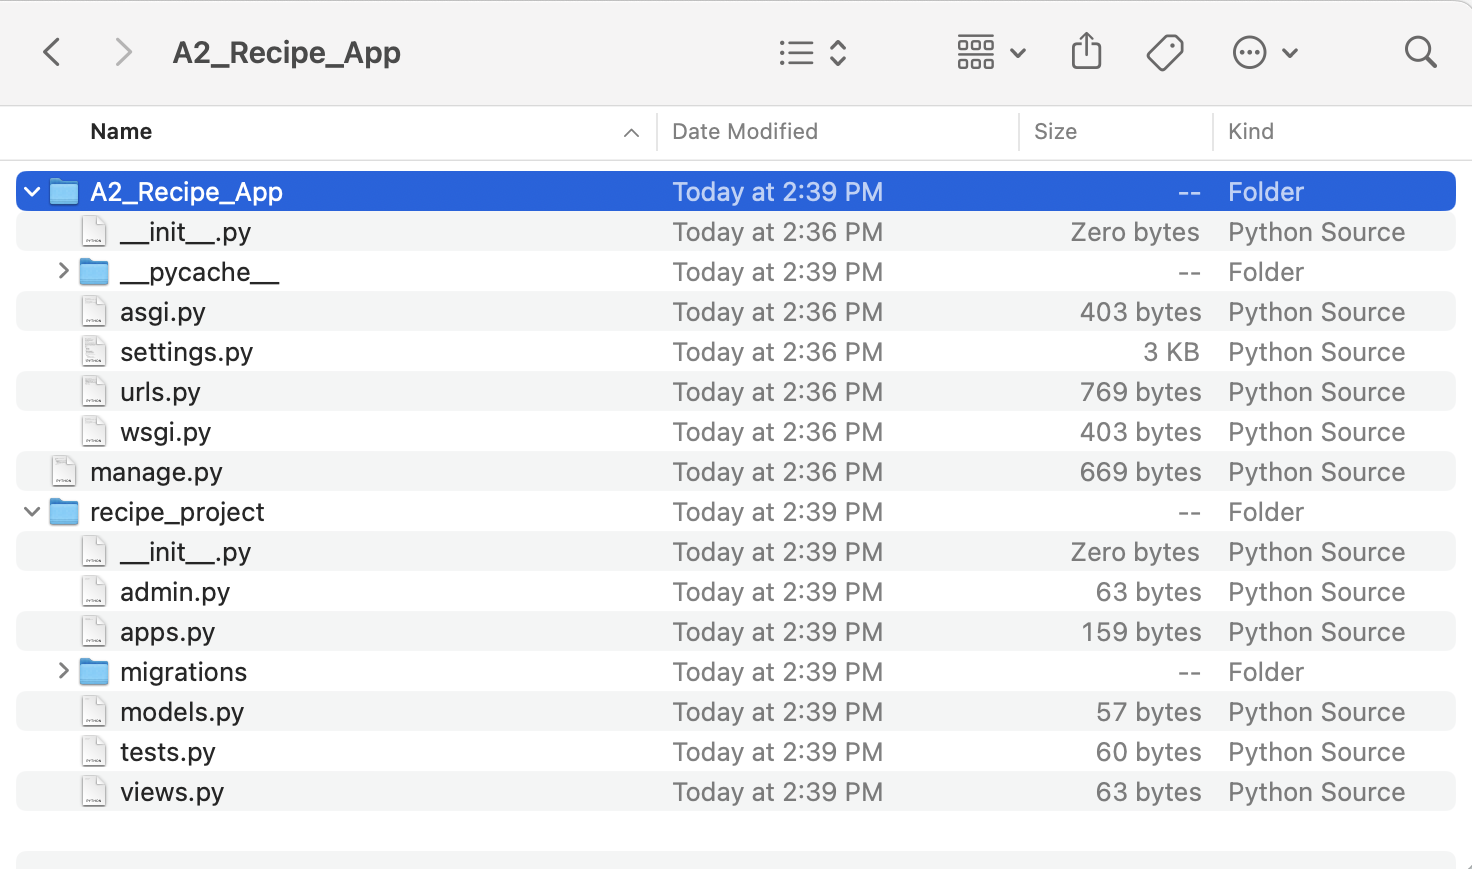 A2_Recipe_App
Name Date Modified Size Kind
A2_Recipe_App Today at 2:39 PM -- Folder
__init__.py Today at 2:36 PM Zero bytes Python Source
__pycache__ Today at 2:39 PM -- Folder
asgi.py Today at 2:36 PM 403 bytes Python Source
settings.py Today at 2:36 PM 3 KB Python Source
urls.py Today at 2:36 PM 769 bytes Python Source
wsgi.py Today at 2:36 PM 403 bytes Python Source
manage.py Today at 2:36 PM 669 bytes Python Source
recipe_project Today at 2:39 PM -- Folder
__init__.py Today at 2:39 PM Zero bytes Python Source
admin.py Today at 2:39 PM 63 bytes Python Source
apps.py Today at 2:39 PM 159 bytes Python Source
migrations Today at 2:39 PM -- Folder
models.py Today at 2:39 PM 57 bytes Python Source
tests.py Today at 2:39 PM 60 bytes Python Source
views.py Today at 2:39 PM 63 bytes Python Source